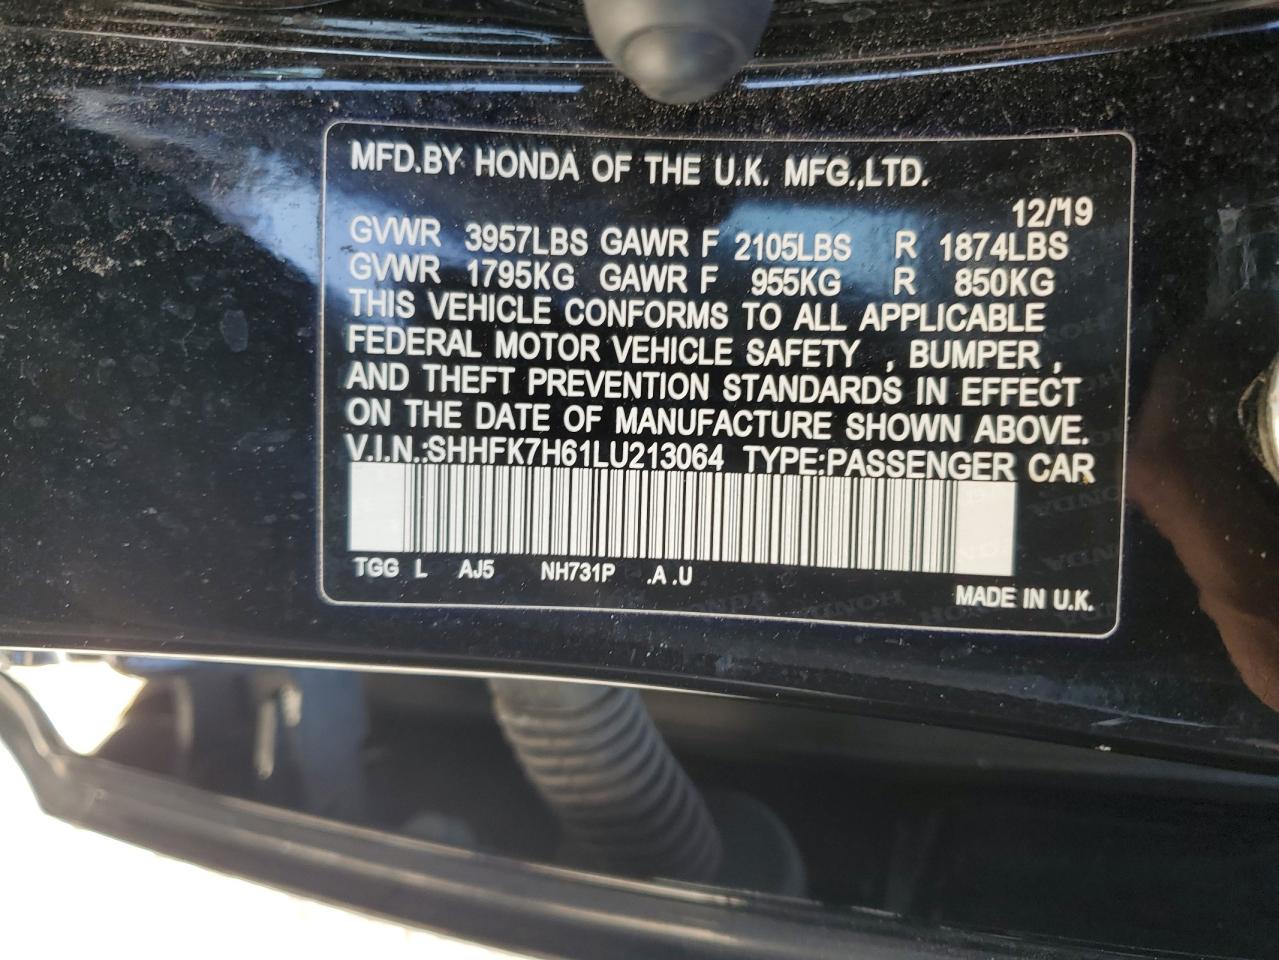 MFD.BY HONDA OF THE U.K. MFG.,LTD.
12/'19
GVWR 3957LBS GAWR F 2105LBS R 1874LBS
GVWR 1795KG GAWR F 955KG R 850KG
THIS VEHICLE CONFORMS TO ALL APPLICABLE
FEDERAL MOTOR VEHICLE SAFETY , BUMPER ,
AND THEFT PREVENTION STANDARDS IN EFFECT
ON THE DATE OF MANUFACTURE SHOWN ABOVE.
V.I.N.:SHHFK7H61LU213064 TYPE:PASSENGER CAR
TGG L AJ5 NH731P .A .U
MADE IN U.K.